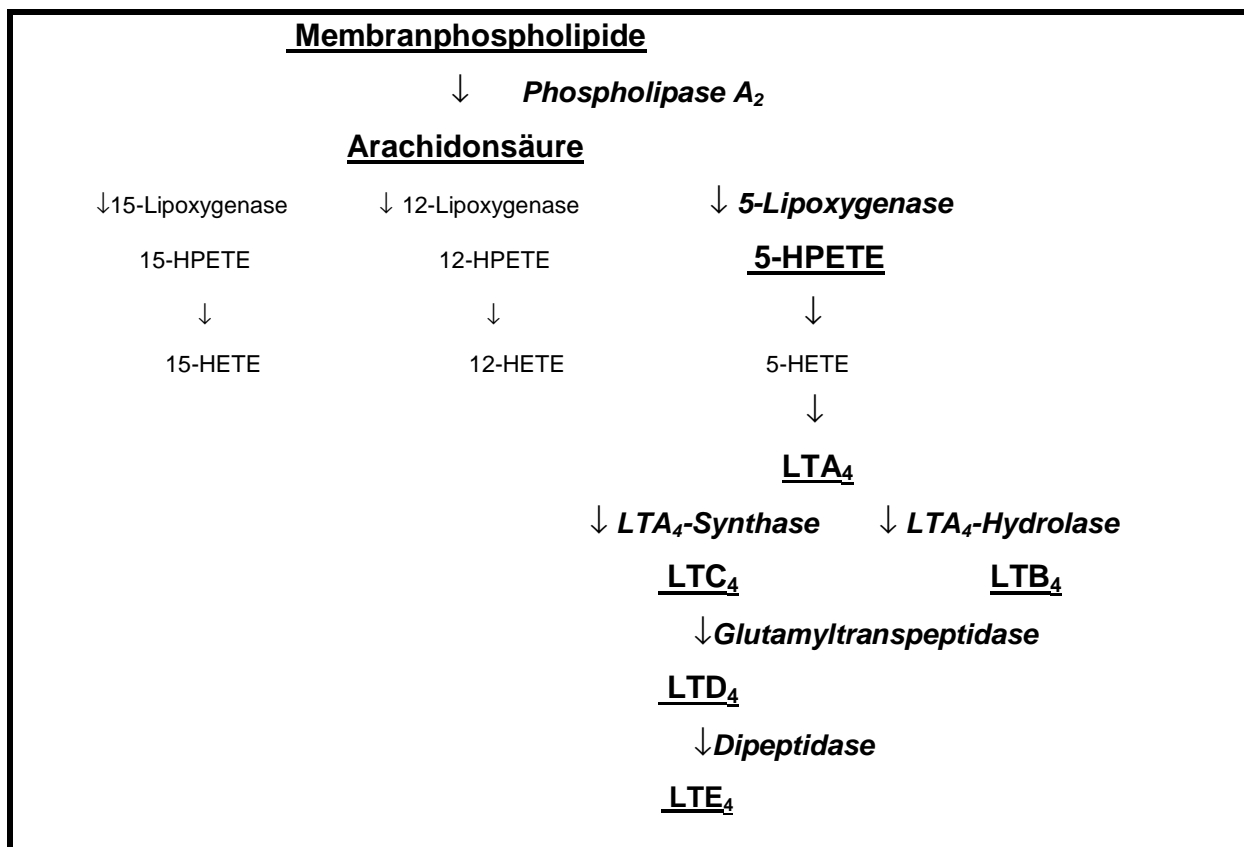 Membranphospholipide
↓ Phospholipase A₂
Arachidonsäure
↓15-Lipoxygenase ↓ 12-Lipoxygenase ↓ 5-Lipoxygenase
15-HPETE 12-HPETE 5-HPETE
↓ ↓ ↓
15-HETE 12-HETE 5-HETE
↓
LTA₄
↓ LTA₄-Synthase ↓ LTA₄-Hydrolase
LTC₄ LTB₄
↓Glutamyltranspeptidase
LTD₄
↓Dipeptidase
LTE₄